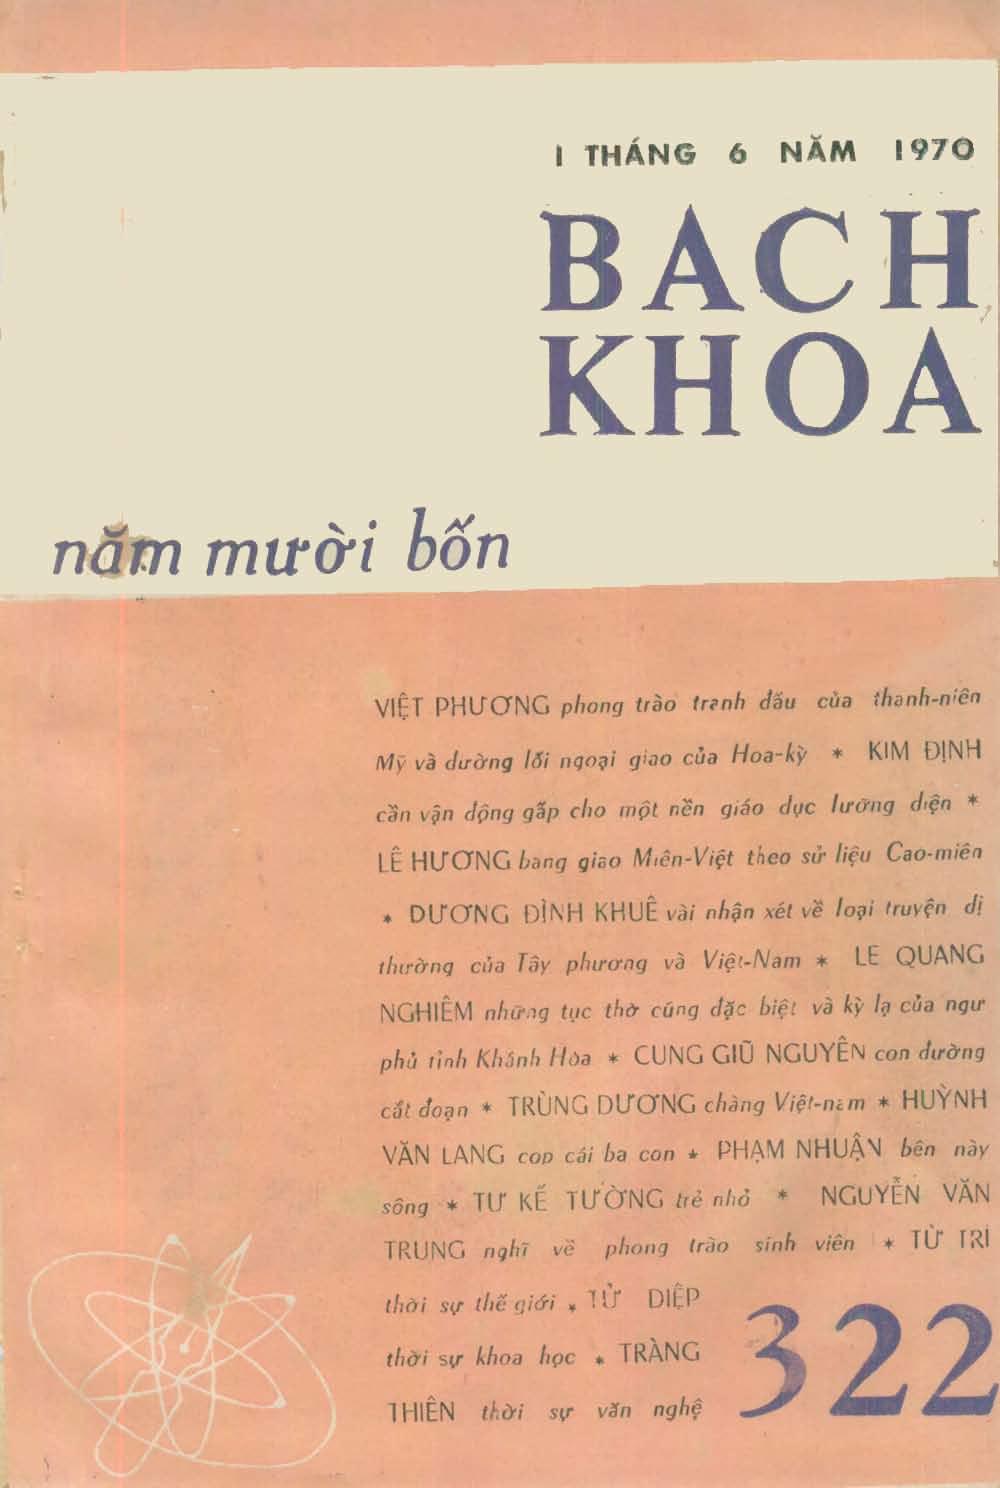 1 THÁNG 6 NĂM 1970
BACH
KHOA
năm mười bốn
VIỆT PHƯƠNG phong trào tranh đấu của thanh-niên
Mỹ và đường lối ngoại giao của Hoa-kỳ * KIM ĐỊNH
cần vận động gấp cho một nền giáo dục lưỡng diện *
LÊ HƯƠNG bang giao Miên-Việt theo sử liệu Cao-miên
* DƯƠNG ĐÌNH KHUÊ vài nhận xét về loại truyện dị
thường của Tây phương và Việt-Nam * LE QUANG
NGHIÊM những tục thờ cúng đặc biệt và kỳ lạ của ngư
phủ tỉnh Khánh Hòa * CUNG GIŨ NGUYÊN con đường
cắt đoạn * TRÙNG DƯƠNG chàng Việt-nam * HUỲNH
VĂN LANG cọp cái ba con * PHẠM NHUẬN bên này
sông * TƯ KẾ TƯỜNG trẻ nhỏ * NGUYỄN VĂN
TRUNG nghĩ về phong trào sinh viên * TỪ TRÌ
thời sự thế giới * TỬ DIỆP
thời sự khoa học * TRÀNG
THIÊN thời sự văn nghệ
322